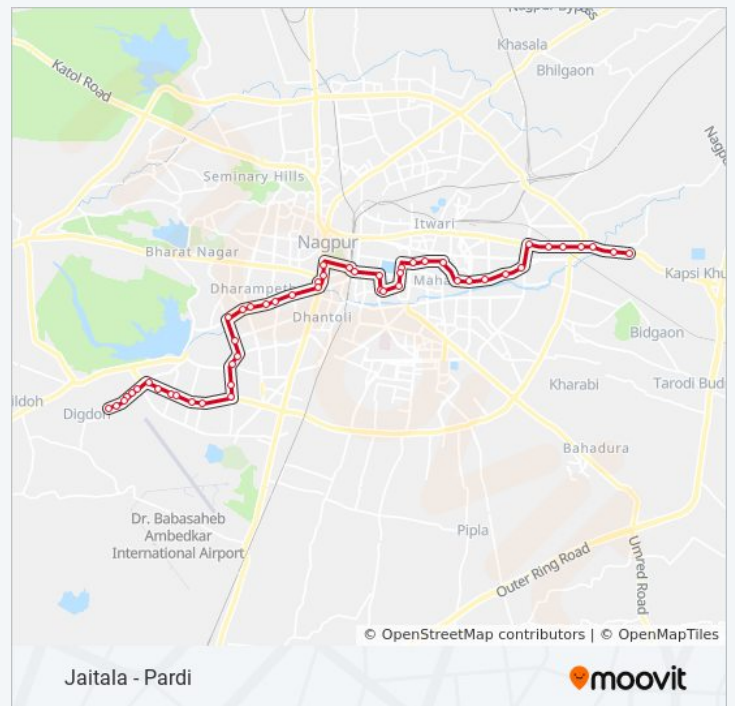 Nagpur Bypass
Khasala
Katol Road
Bhilgaon
Seminary Hills
Itwari
Nagpur
Bharat Nagar
Maha
Kapsi Khu
Dharampeth
Dhantoli
Bidgaon
ildoh
Digdoh
Kharabi
Tarodi Bud
Bahadura
Dr. Babasaheb
Ambedkar
International Airport
Pipla
Outer Ring Road
Umred Road
© OpenStreetMap contributors | © OpenMapTiles
Jaitala - Pardi
moovit